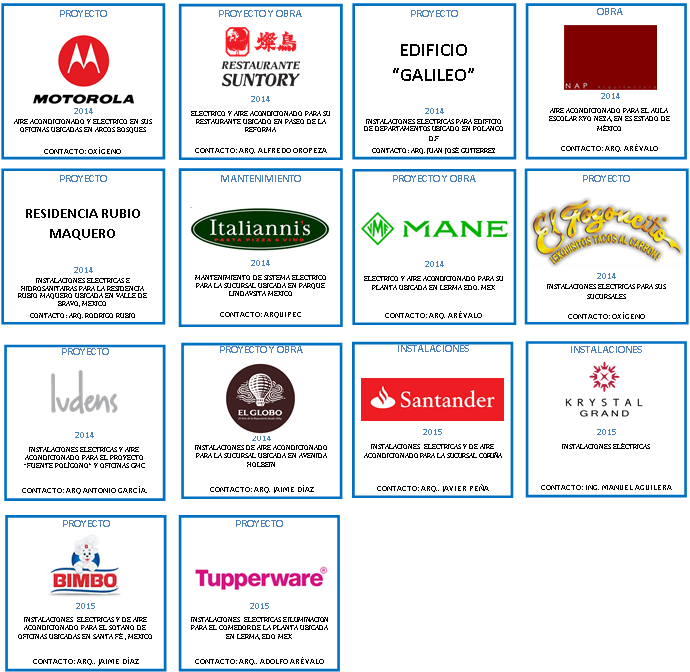 PROYECTO
MOTOROLA
2014
AIRE ACONDICIONADO Y ELECTRICO EN SUS
OFICINAS UBICADAS EN ARCOS BOSQUES
CONTACTO: OXÍGENO
PROYECTO Y OBRA
燦鳥
RESTAURANTE
SUNTORY
2014
ELECTRICO Y AIRE ACONDICIONADO PARA SU
RESTAURANTE UBICADO EN PASEO DE LA
REFORMA
CONTACTO: ARQ. ALFREDO OROPEZA
PROYECTO
EDIFICIO
“GALILEO”
2014
INSTALACIONES ELECTRICAS PARA EDIFICIO
DE DEPARTAMENTOS UBICADO EN POLANCO
D.F
CONTACTO: ARQ. JUAN JOSÉ GUTIERREZ
OBRA
NAP
2014
AIRE ACONDICIONADO PARA EL AULA
ESCOLAR RYO NEZA, EN ES ESTADO DE
MÉXICO
CONTACTO: ARQ. ARÉVALO
PROYECTO
RESIDENCIA RUBIO
MAQUERO
2014
INSTALACIONES ELECTRICAS E
HIDROSANITAIRAS PARA LA RESIDENCIA
RUBIO MAQUERO UBICADA EN VALLE DE
BRAVO, MEXICO
CONTACTO: ARQ. RODRIGO RUBIO
MANTENIMIENTO
Italianni's
PASTA PIZZA & VINO
2014
MANTENIMIENTO DE SISTEMA ELECTRICO
PARA LA SUCURSAL UBICADA EN PARQUE
LINDAVISTA MEXICO
CONTACTO: ARQUIPEC
PROYECTO Y OBRA
VMF MANE
2014
ELECTRICO Y AIRE ACONDICIONADO PARA SU
PLANTA UBICADA EN LERMA EDO. MEX
CONTACTO: ARQ. ARÉVALO
PROYECTO
El Fogoncito
¡EXQUISITOS TACOS AL CARBON!
2014
INSTALACIONES ELECTRICAS PARA SUS
SUCURSALES
CONTACTO: OXÍGENO
PROYECTO
ludens
2014
INSTALACIONES ELECTRICAS Y AIRE
ACONDICIONADO PARA EL PROYECTO
"FUENTE POLÍGONO" Y OFICINAS GMC
CONTACTO: ARQ ANTONIO GARCÍA.
PROYECTO Y OBRA
EL GLOBO
2014
INSTALACIONES DE AIRE ACONDICIONADO
PARA LA SUCURSAL UBICADA EN AVENIDA
HOLBEIN
CONTACTO: ARQ. JAIME DÍAZ
INSTALACIONES
Santander
2015
INSTALACIONES ELECTRICAS Y DE AIRE
ACONDICIONADO PARA LA SUCURSAL CORUÑA
CONTACTO: ARQ.. JAVIER PEÑA
INSTALACIONES
KRYSTAL
GRAND
2015
INSTALACIONES ELÉCTRICAS
CONTACTO: ING. MANUEL AGUILERA
PROYECTO
BIMBO
2015
INSTALACIONES ELECTRICAS Y DE AIRE
ACONDICIONADO PARA EL SOTANO DE
OFICINAS UBICADAS EN SANTA FÉ , MEXICO
CONTACTO: ARQ.. JAIME DÍAZ
PROYECTO
Tupperware®
2015
INSTALACIONES ELECTRICAS E ILUMINACION
PARA EL COMEDOR DE LA PLANTA UBICADA
EN LERMA, EDO MEX
CONTACTO: ARQ.. ADOLFO ARÉVALO